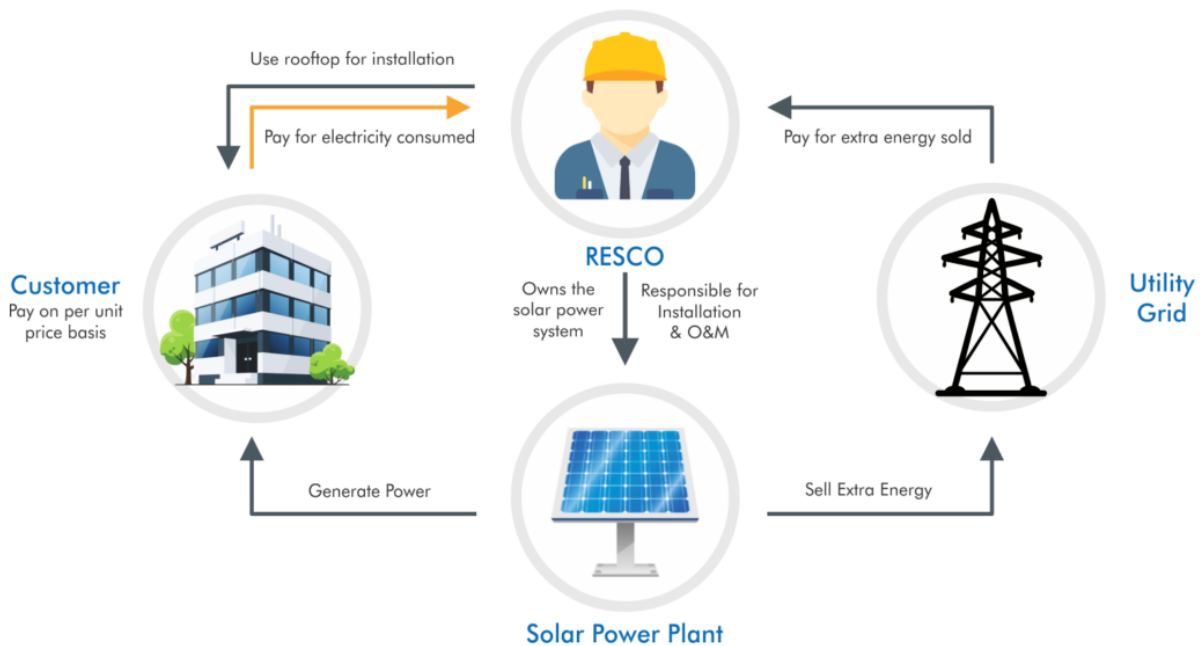 Use rooftop for installation
Pay for electricity consumed
Pay for extra energy sold
RESCO
Customer
Pay on per unit
price basis
Owns the
solar power
system
Responsible for
Installation
& O&M
Utility
Grid
Generate Power
Sell Extra Energy
Solar Power Plant